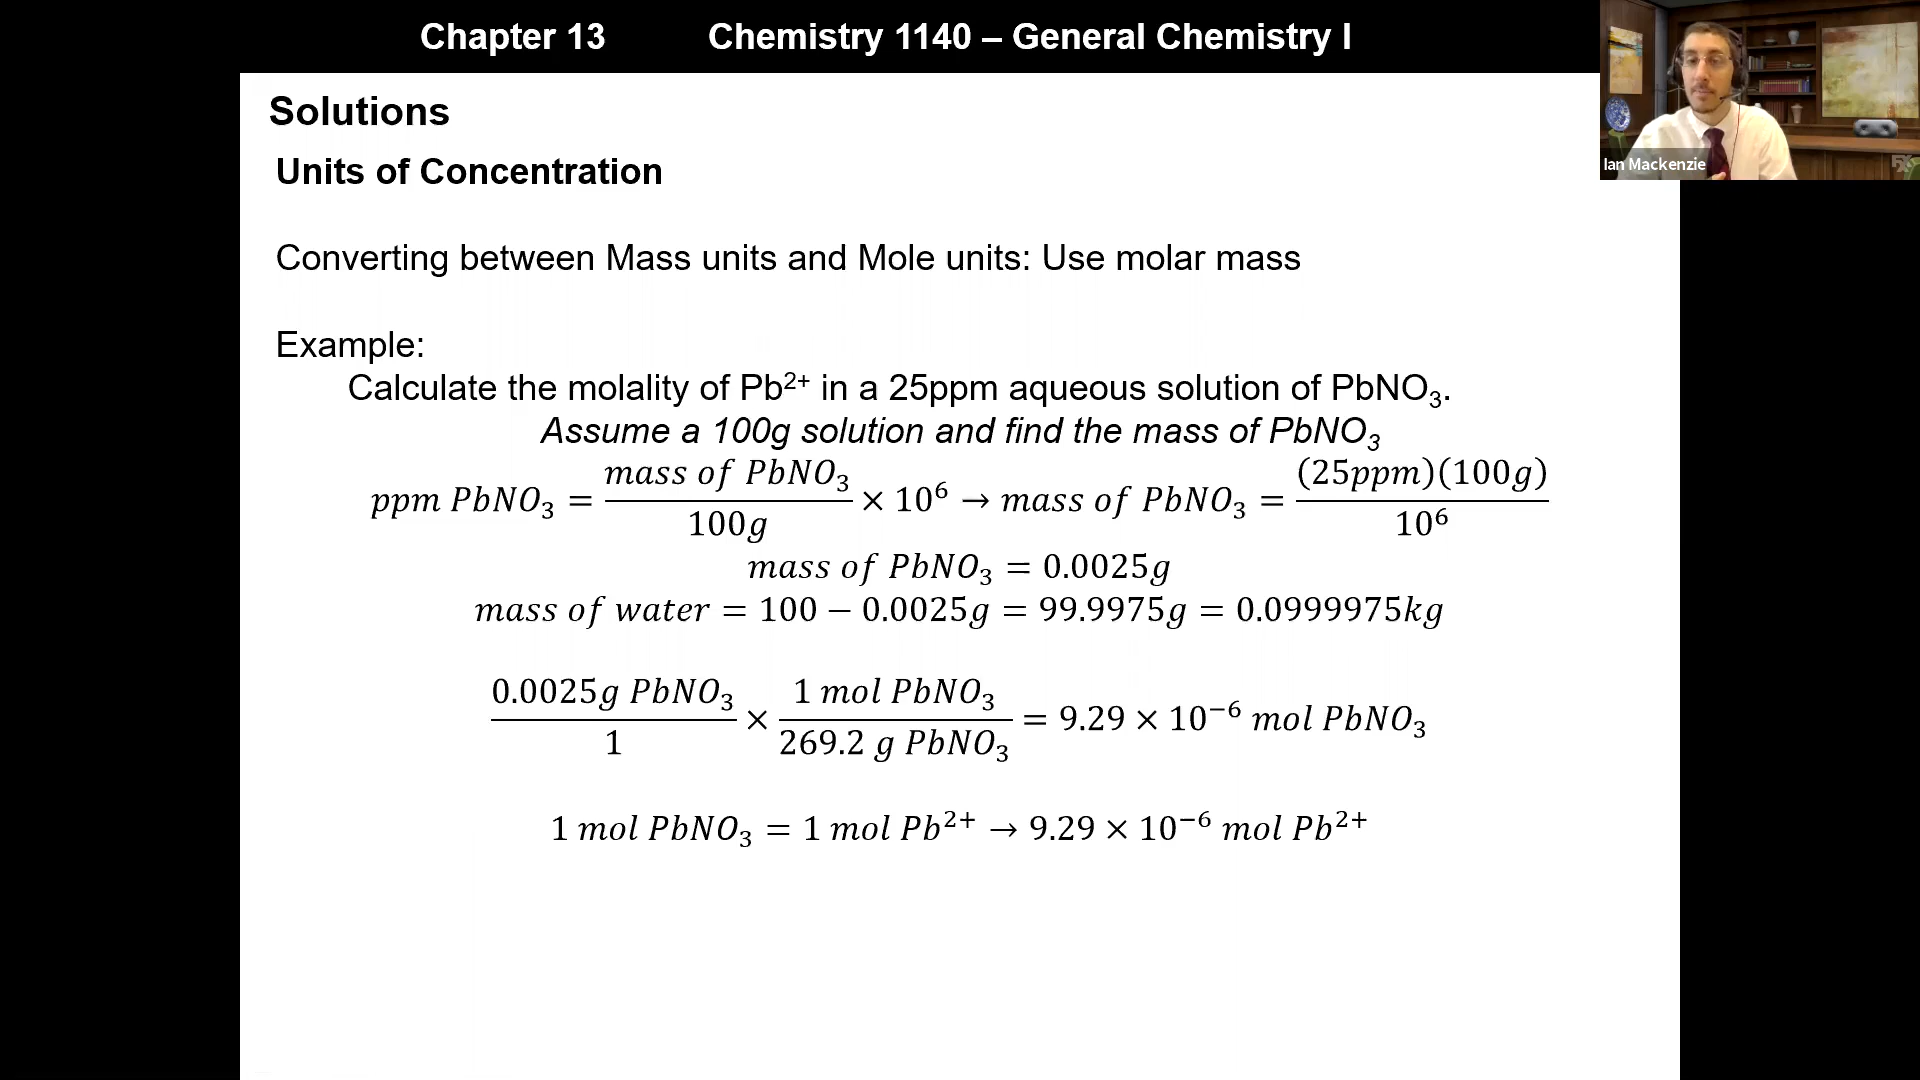 Chapter 13 Chemistry 1140 – General Chemistry I
Solutions
Units of Concentration
Converting between Mass units and Mole units: Use molar mass
Example:
Calculate the molality of Pb²⁺ in a 25ppm aqueous solution of PbNO₃.
Assume a 100g solution and find the mass of PbNO₃
ppm PbNO₃ = mass of PbNO₃ / 100g × 10⁶ → mass of PbNO₃ = (25ppm)(100g) / 10⁶
mass of PbNO₃ = 0.0025g
mass of water = 100 − 0.0025g = 99.9975g = 0.0999975kg
0.0025g PbNO₃ / 1 × 1 mol PbNO₃ / 269.2 g PbNO₃ = 9.29 × 10⁻⁶ mol PbNO₃
1 mol PbNO₃ = 1 mol Pb²⁺ → 9.29 × 10⁻⁶ mol Pb²⁺
Ian Mackenzie